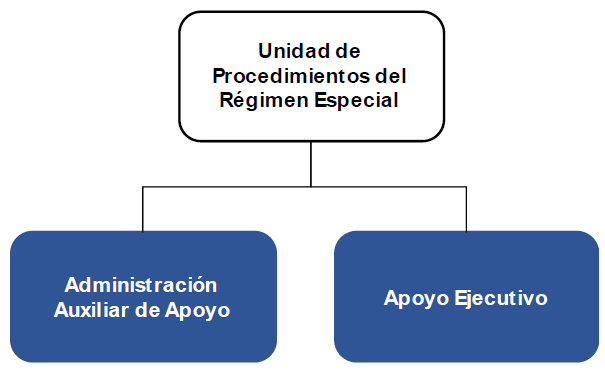 Unidad de
Procedimientos del
Régimen Especial
Administración
Auxiliar de Apoyo
Apoyo Ejecutivo